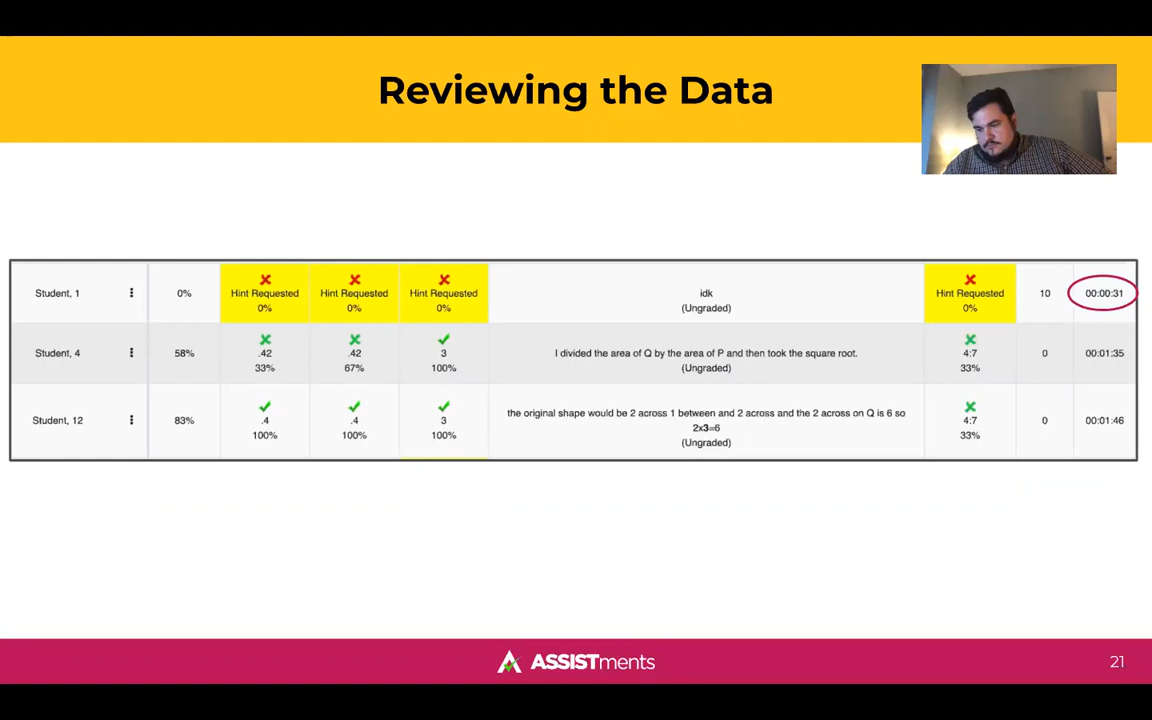 Reviewing the Data
Student, 1
0%
Hint Requested
0%
Hint Requested
0%
Hint Requested
0%
idk
(Ungraded)
Hint Requested
0%
10
00:00:31
Student, 4
58%
.42
33%
.42
67%
3
100%
I divided the area of Q by the area of P and then took the square root.
(Ungraded)
4:7
33%
0
00:01:35
Student, 12
83%
.4
100%
.4
100%
3
100%
the original shape would be 2 across 1 between and 2 across and the 2 across on Q is 6 so
2x3=6
(Ungraded)
4:7
33%
0
00:01:46
ASSISTments
21